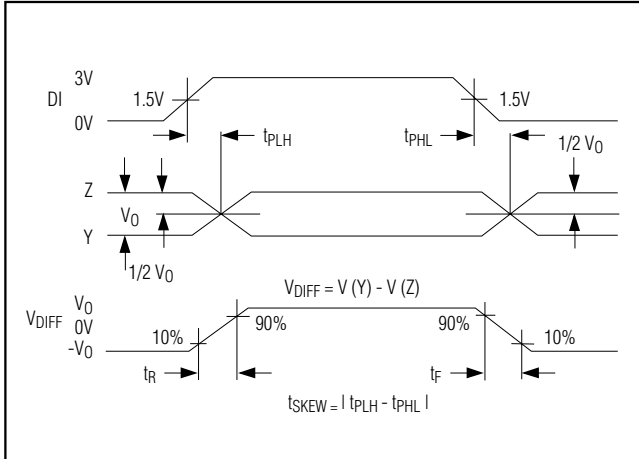 3V
DI
1.5V
1.5V
0V
tPLH
tPHL
1/2 VO
Z
VO
Y
1/2 VO
VDIFF = V (Y) - V (Z)
VO
VDIFF
0V
90%
90%
-VO
10%
10%
tR
tF
tSKEW = | tPLH - tPHL |